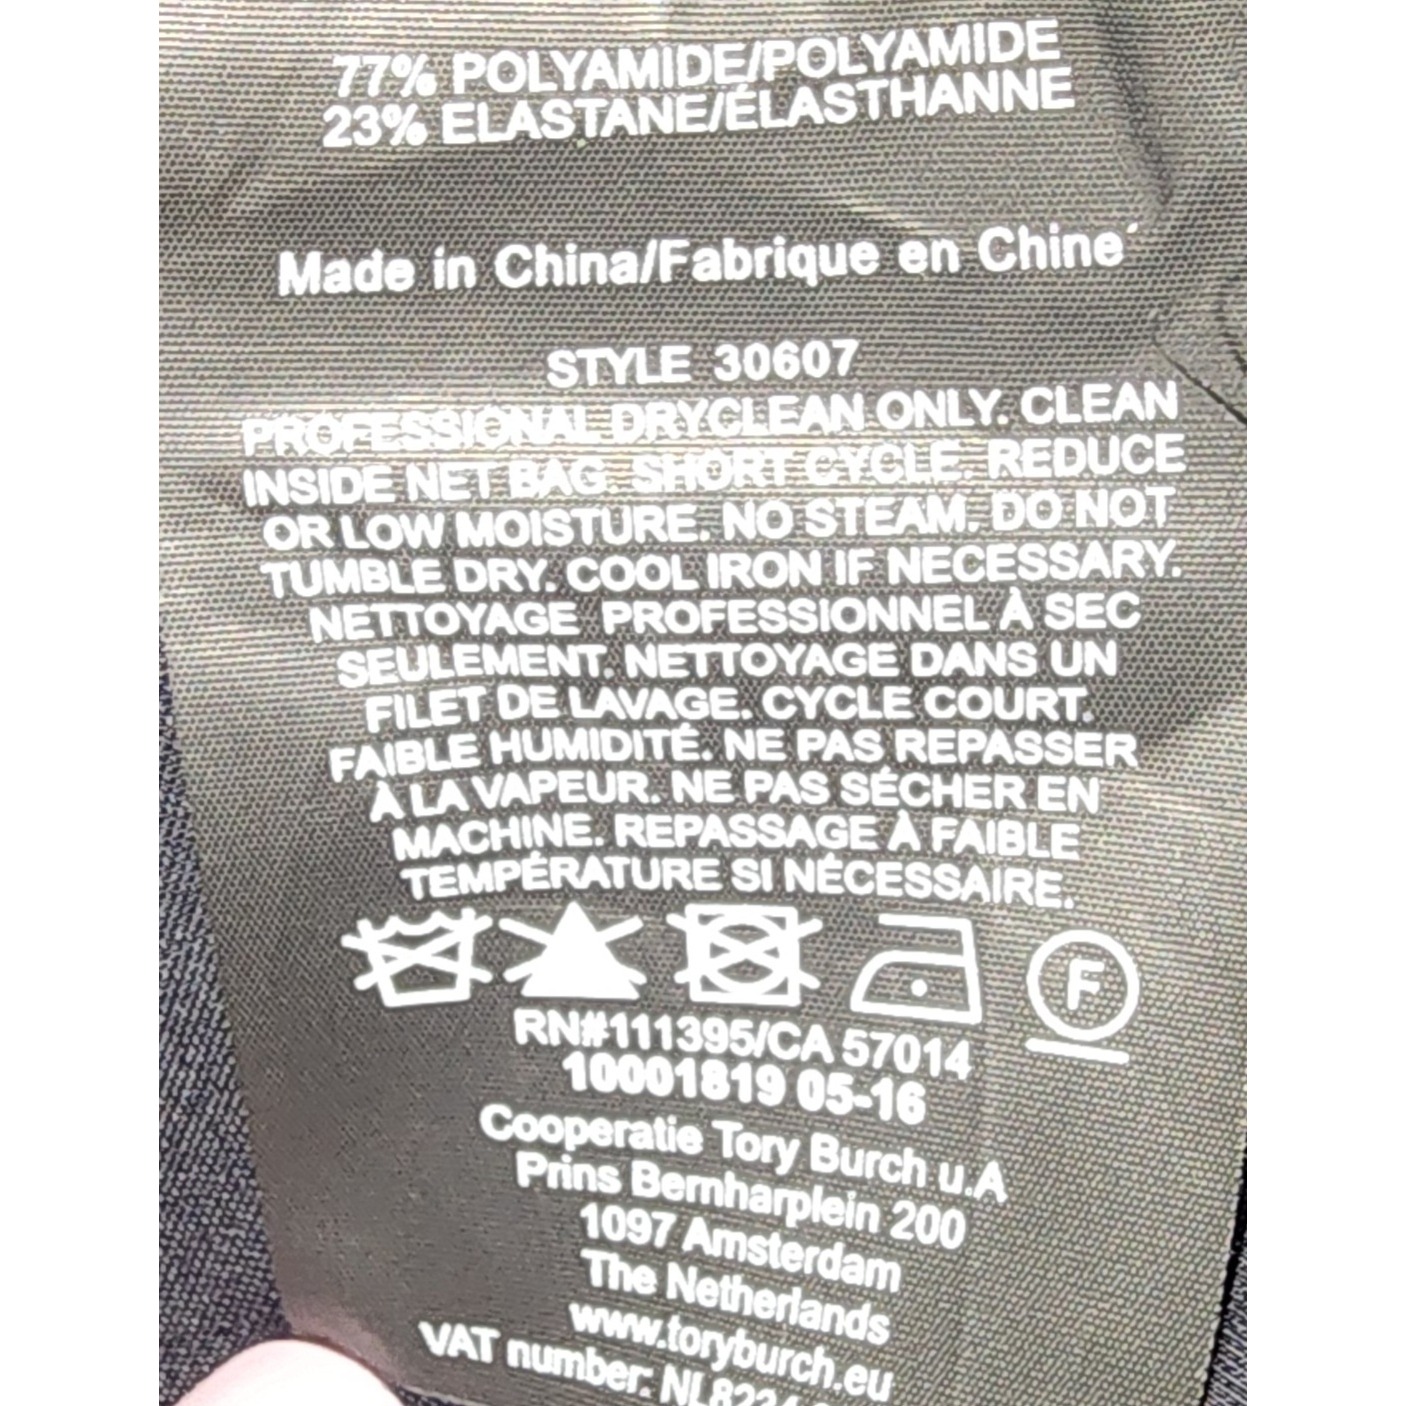 77% POLYAMIDE/POLYAMIDE
23% ELASTANE/ÉLASTHANNE
Made in China/Fabrique en Chine
STYLE 30607
PROFESSIONAL DRYCLEAN ONLY. CLEAN
INSIDE NET BAG. SHORT CYCLE. REDUCE
OR LOW MOISTURE. NO STEAM. DO NOT
TUMBLE DRY. COOL IRON IF NECESSARY.
NETTOYAGE PROFESSIONNEL À SEC
SEULEMENT. NETTOYAGE DANS UN
FILET DE LAVAGE. CYCLE COURT.
FAIBLE HUMIDITÉ. NE PAS REPASSER
À LA VAPEUR. NE PAS SÉCHER EN
MACHINE. REPASSAGE À FAIBLE
TEMPÉRATURE SI NÉCESSAIRE.
F
RN#111395/CA 57014
10001819 05-16
Cooperatie Tory Burch u.A
Prins Bernharplein 200
1097 Amsterdam
The Netherlands
www.toryburch.eu
VAT number: NL8224